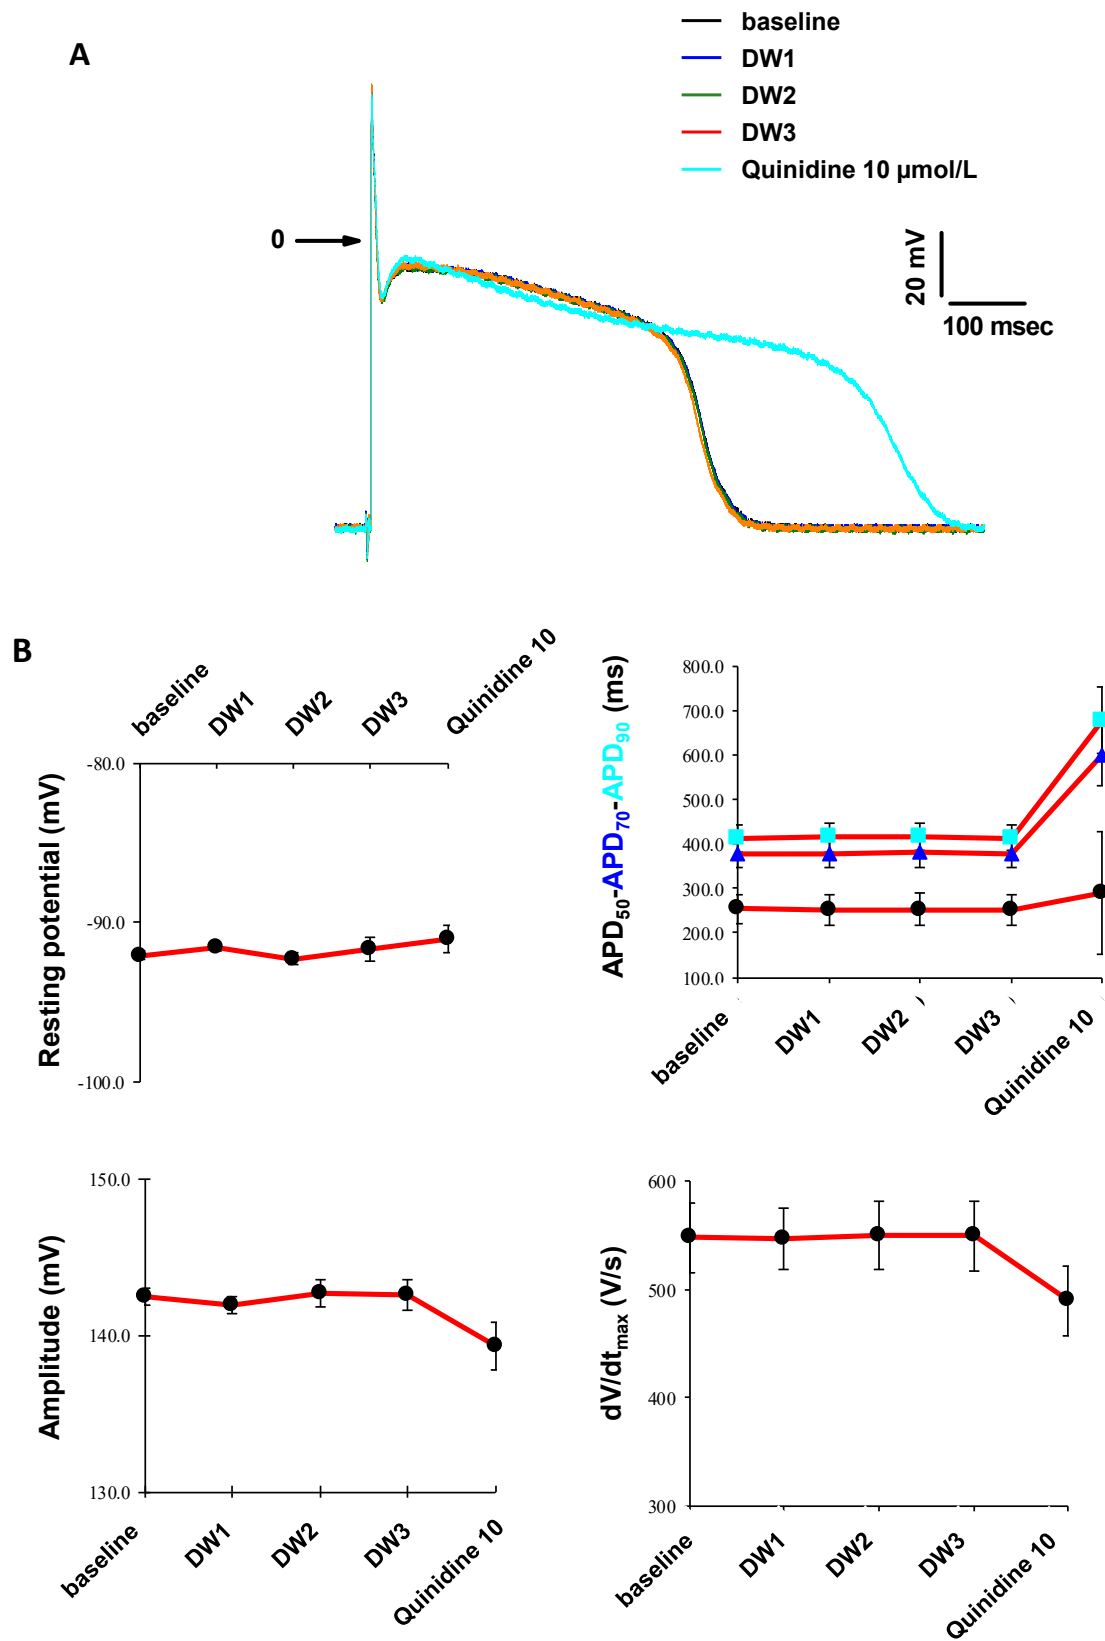 A
baseline
DW1
DW2
DW3
Quinidine 10 µmol/L
0
20 mV
100 msec
B
baseline
DW1
DW2
DW3
Quinidine 10
Resting potential (mV)
-80.0
-90.0
-100.0
APD50-APD70-APD90 (ms)
800.0
700.0
600.0
500.0
400.0
300.0
200.0
100.0
baseline
DW1
DW2
DW3
Quinidine 10
Amplitude (mV)
150.0
140.0
130.0
baseline
DW1
DW2
DW3
Quinidine 10
dV/dtmax (V/s)
600
500
400
300
baseline
DW1
DW2
DW3
Quinidine 10